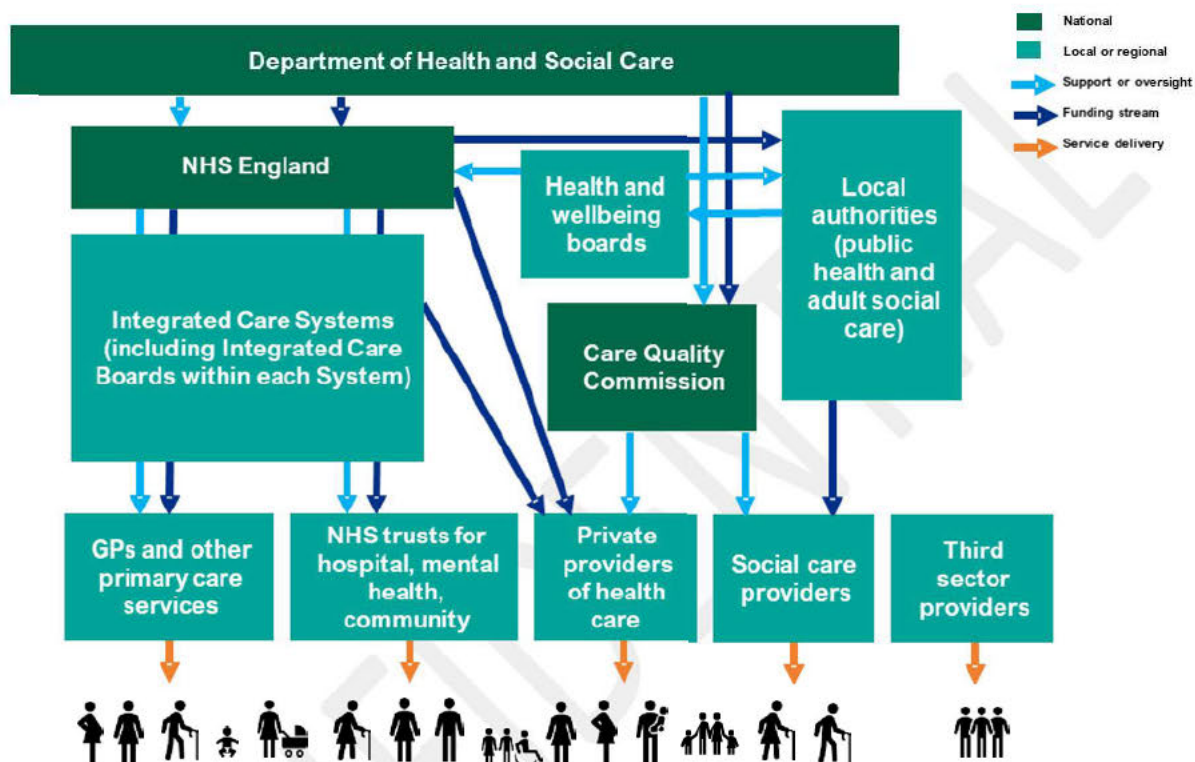 National
Local or regional
Support or oversight
Funding stream
Service delivery
Department of Health and Social Care
NHS England
Health and
wellbeing
boards
Local
authorities
(public
health and
adult social
care)
Integrated Care Systems
(including Integrated Care
Boards within each System)
Care Quality
Commission
GPs and other
primary care
services
NHS trusts for
hospital, mental
health,
community
Private
providers
of health
care
Social care
providers
Third
sector
providers